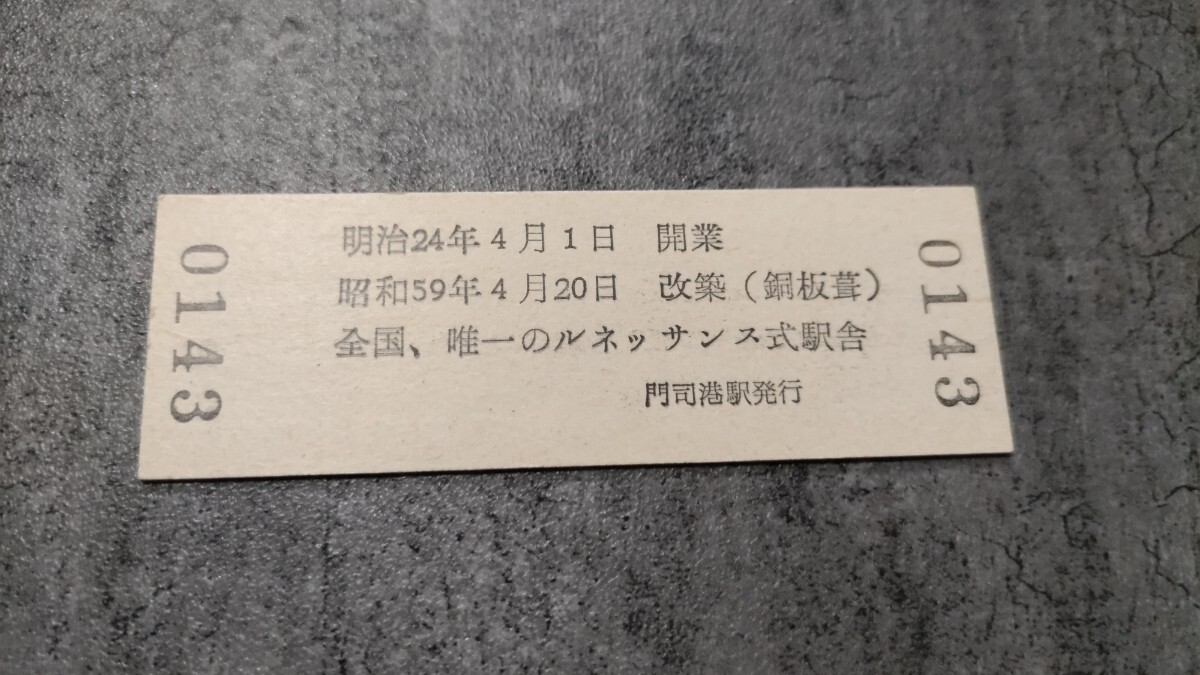 明治24年4月1日 開業
昭和59年4月20日 改築(銅板葺)
全国、唯一のルネッサンス式駅舎
門司港駅発行
0143
0143